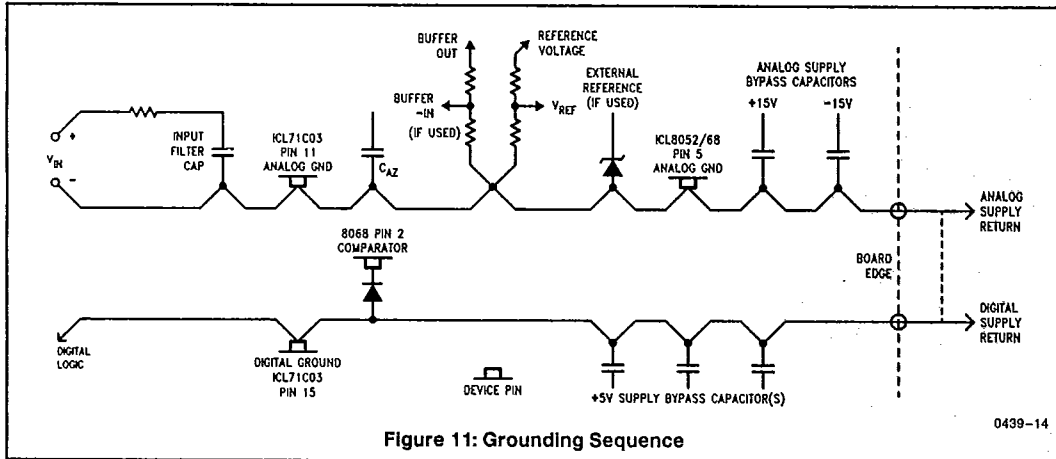 BUFFER
OUT
REFERENCE
VOLTAGE
BUFFER
-IN
(IF USED)
VREF
EXTERNAL
REFERENCE
(IF USED)
ANALOG SUPPLY
BYPASS CAPACITORS
+15V
-15V
+
VIN
-
INPUT
FILTER
CAP
ICL71C03
PIN 11
ANALOG GND
CAZ
ICL8052/68
PIN 5
ANALOG GND
ANALOG
SUPPLY
RETURN
8068 PIN 2
COMPARATOR
BOARD
EDGE
DIGITAL
LOGIC
DIGITAL GROUND
ICL71C03
PIN 15
DEVICE PIN
+5V SUPPLY BYPASS CAPACITOR(S)
DIGITAL
SUPPLY
RETURN
0439-14
Figure 11: Grounding Sequence